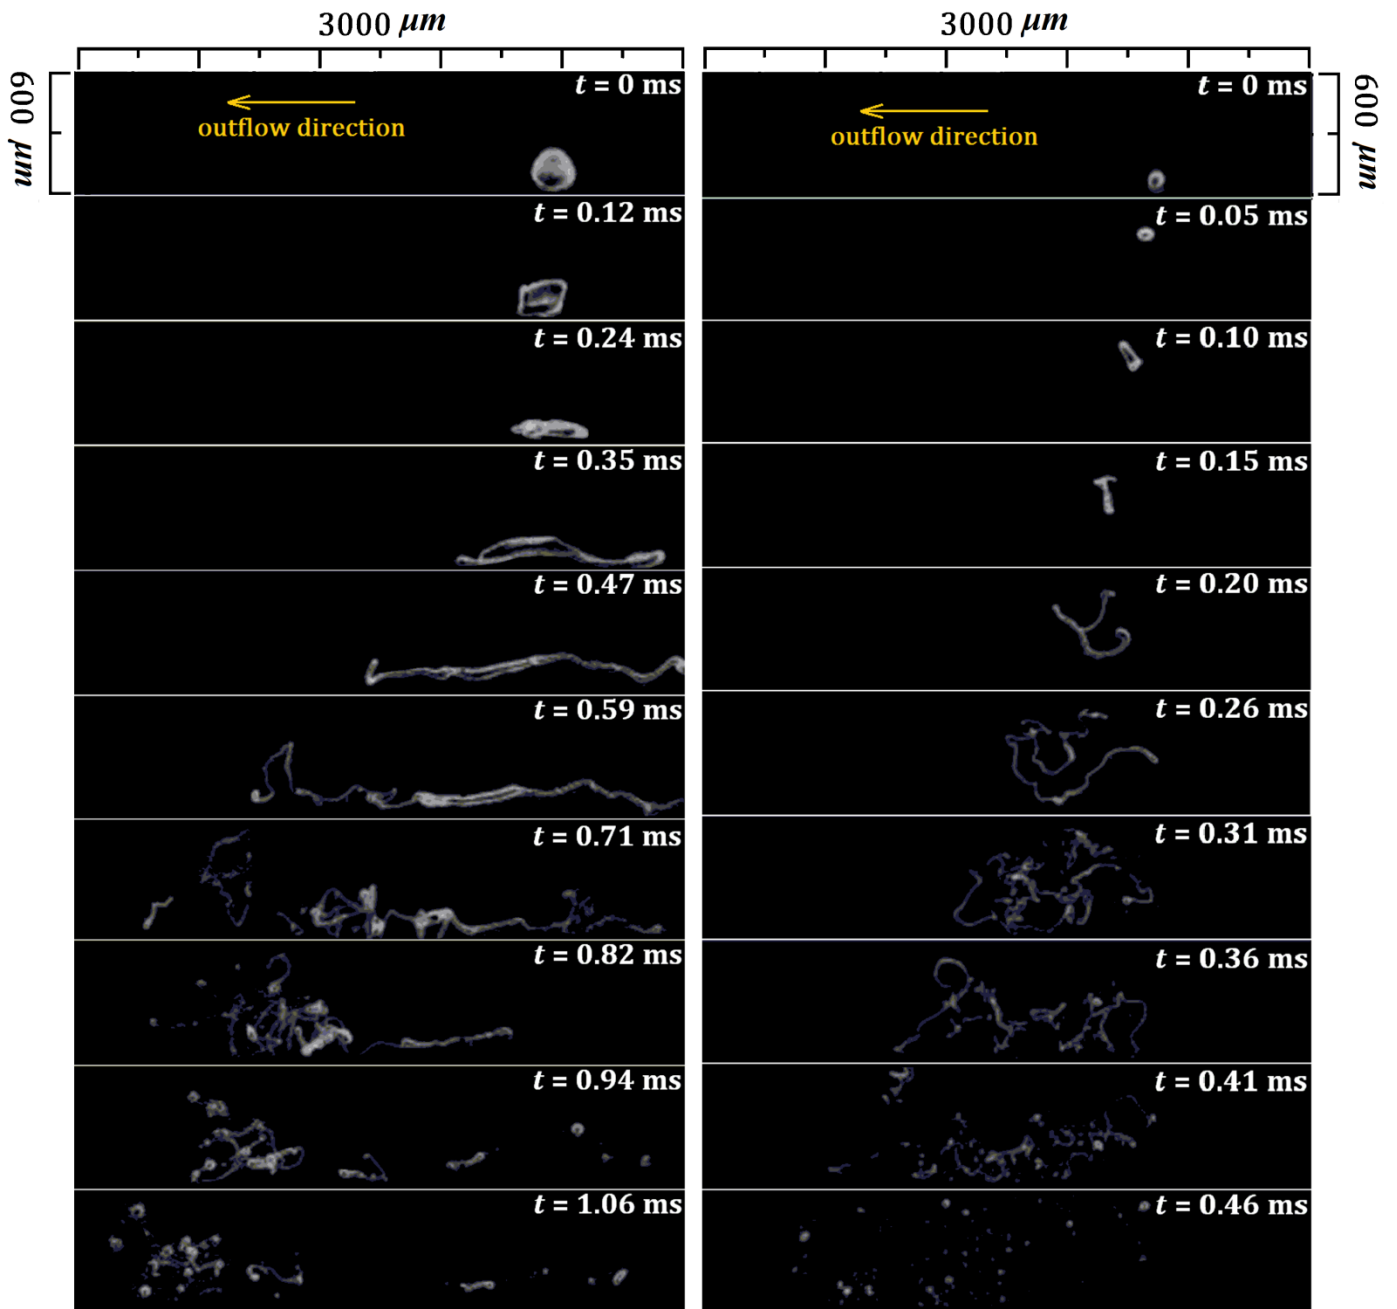 3000 μm
3000 μm
600 μm
600 μm
t = 0 ms
outflow direction
t = 0.12 ms
t = 0.24 ms
t = 0.35 ms
t = 0.47 ms
t = 0.59 ms
t = 0.71 ms
t = 0.82 ms
t = 0.94 ms
t = 1.06 ms
t = 0 ms
outflow direction
t = 0.05 ms
t = 0.10 ms
t = 0.15 ms
t = 0.20 ms
t = 0.26 ms
t = 0.31 ms
t = 0.36 ms
t = 0.41 ms
t = 0.46 ms